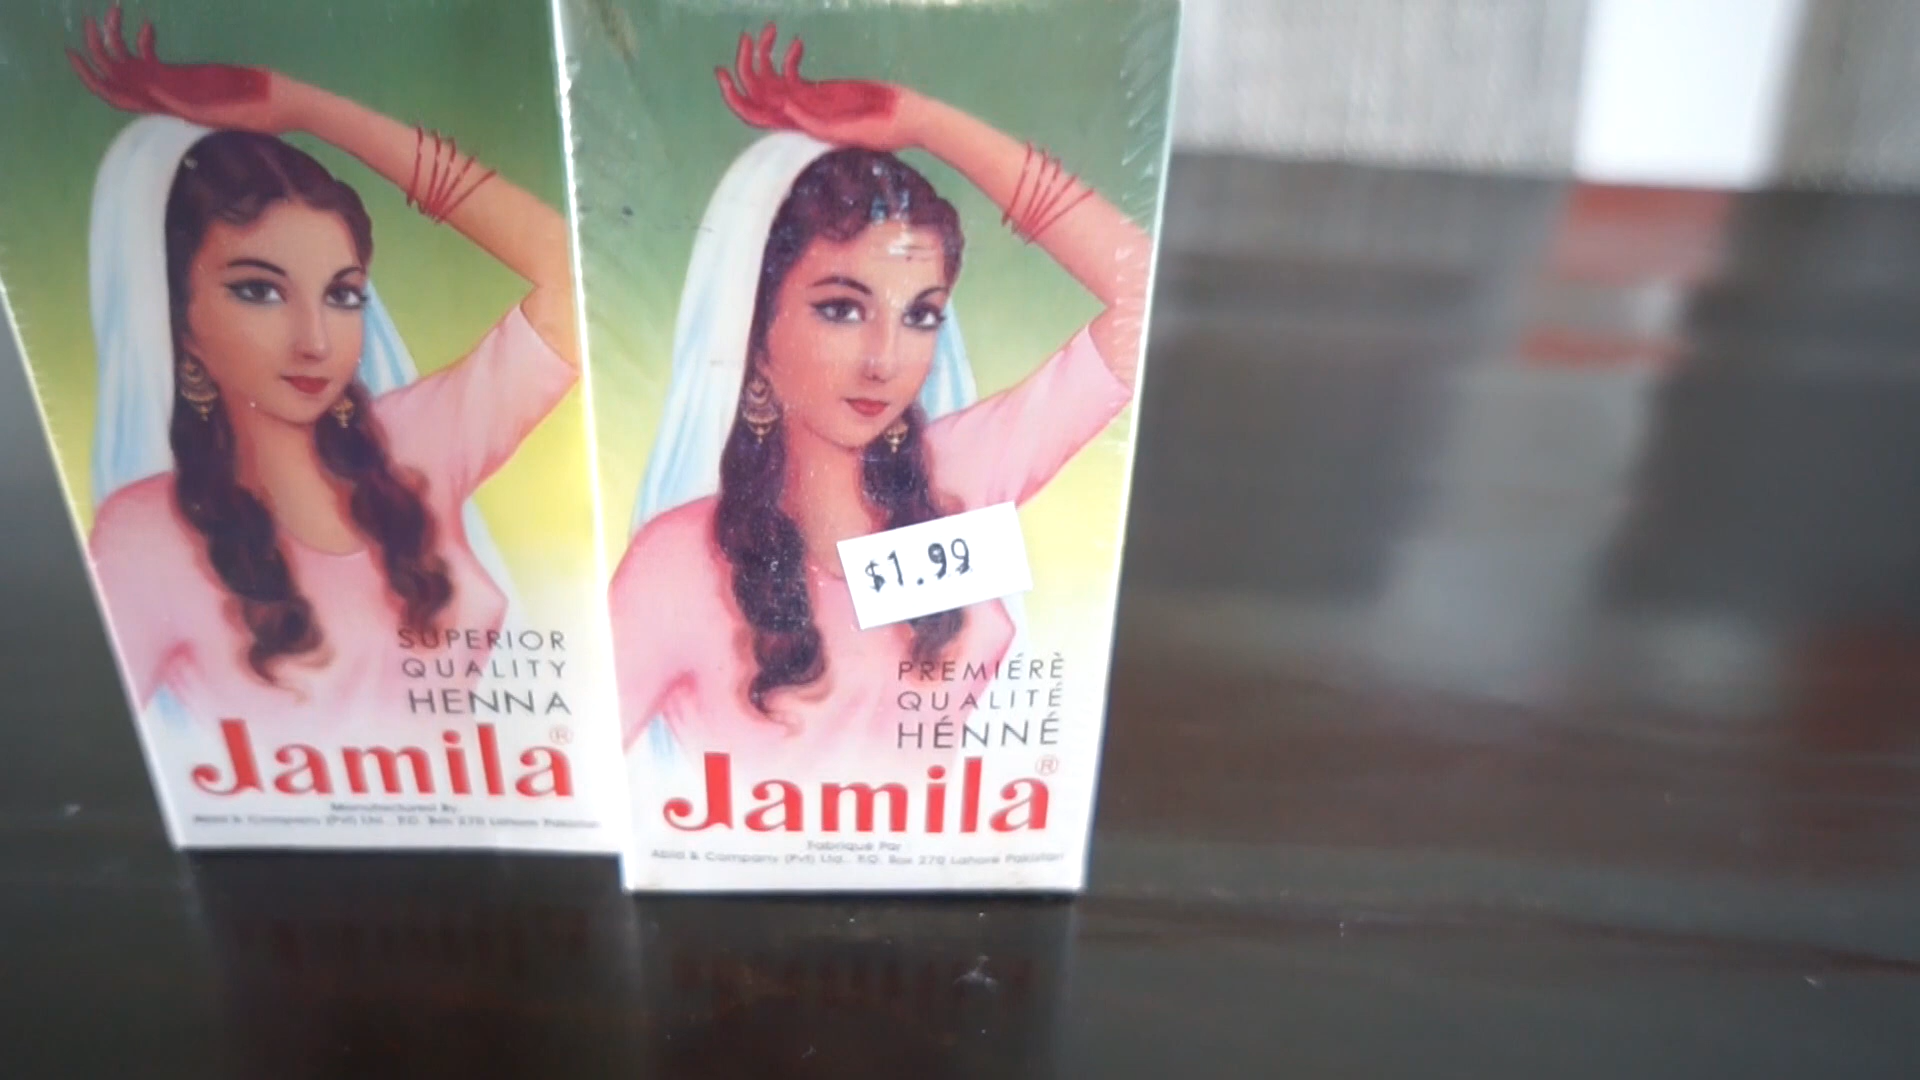 SUPERIOR
QUALITY
HENNA
Jamila®
Manufactured By
Abid & Company (Pvt) Ltd., P.O. Box 270 Lahore Pakistan
$1.99
PREMIÉRÉ
QUALITÉ
HÉNNÉ
Jamila®
Fabriqué Par
Abid & Company (Pvt) Ltd., P.O. Box 270 Lahore Pakistan